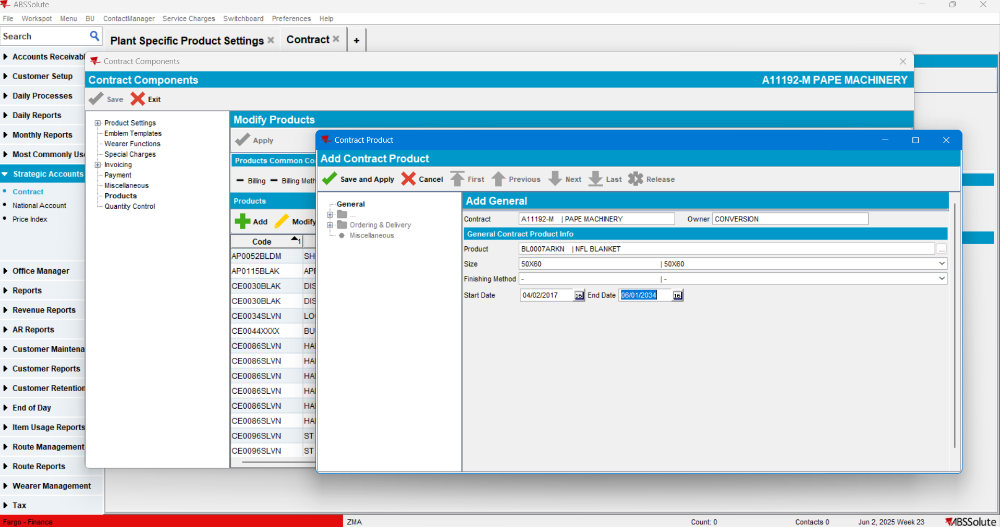 ABSSolute
File Workspot Menu BU ContactManager Service Charges Switchboard Preferences Help
Search
Plant Specific Product Settings
Contract
+
Accounts Receivabl
Customer Setup
Daily Processes
Daily Reports
Monthly Reports
Most Commonly Us
Strategic Accounts
Contract
National Account
Price Index
Office Manager
Reports
Revenue Reports
AR Reports
Customer Maintena
Customer Reports
Customer Retention
End of Day
Item Usage Reports
Route Management
Route Reports
Wearer Management
Tax
Contract Components
Contract Components A11192-M PAPE MACHINERY
Save Exit
Product Settings
Emblem Templates
Wearer Functions
Special Charges
Invoicing
Payment
Miscellaneous
Products
Quantity Control
Modify Products
Apply
Products Common Co
Billing Billing Meth
Products
Add Modify
Code 1
AP0052BLDM SH
AP0115BLAK AP
CE0030BLAK DIS
CE0030BLAK DIS
CE0034SLVN LO
CE0044XXXX BU
CE0086SLVN HA
CE0086SLVN HA
CE0086SLVN HA
CE0086SLVN HA
CE0086SLVN HA
CE0086SLVN HA
CE0096SLVN ST
CE0096SLVN ST
Contract Product
Add Contract Product
Save and Apply Cancel First Previous Next Last Release
General
...
Ordering & Delivery
Miscellaneous
Add General
Contract A11192-M | PAPE MACHINERY Owner CONVERSION
General Contract Product Info
Product BL0007ARKN | NFL BLANKET ...
Size 50X60 | 50X60
Finishing Method - | -
Start Date 04/02/2017 16 End Date 06/01/2034 16
Fargo - Finance ZMA Count: 0 Contacts 0 Jun 2, 2025 Week 23 ABSSolute